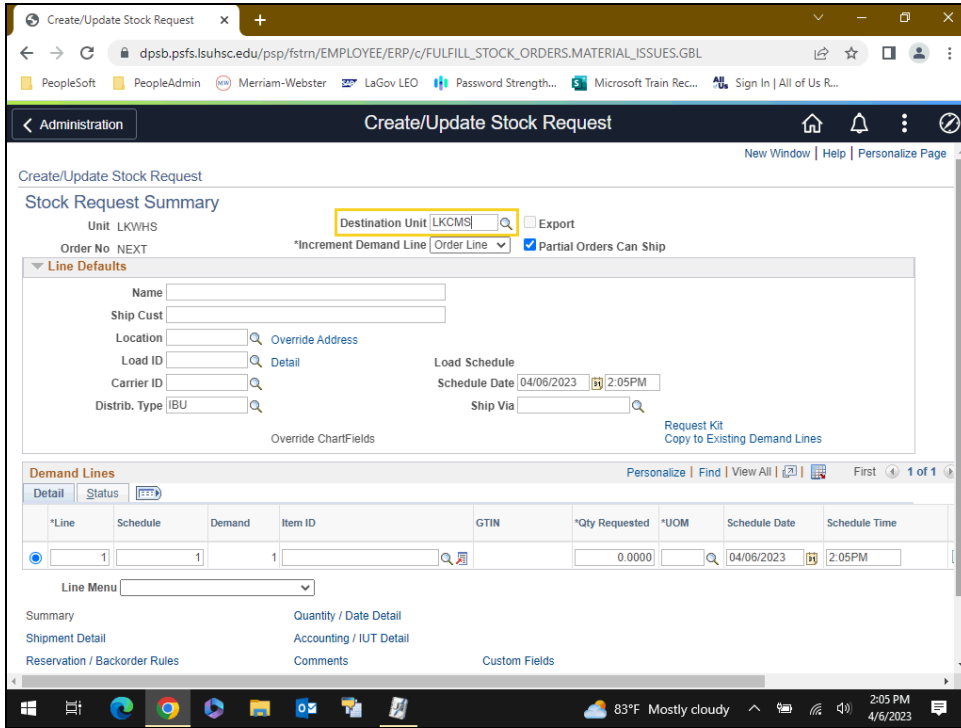 Create/Update Stock Request
dpsb.psfs.lsuhsc.edu/psp/fstrn/EMPLOYEE/ERP/c/FULFILL_STOCK_ORDERS.MATERIAL_ISSUES.GBL
PeopleSoft PeopleAdmin MW Merriam-Webster SAP LaGov LEO Password Strength... S Microsoft Train Rec... All of Us Sign In | All of Us R...
Administration Create/Update Stock Request
New Window | Help | Personalize Page
Create/Update Stock Request
Stock Request Summary
Unit LKWHS Destination Unit LKCMS Export
Order No NEXT *Increment Demand Line Order Line Partial Orders Can Ship
Line Defaults
Name
Ship Cust
Location Override Address
Load ID Detail Load Schedule
Carrier ID Schedule Date 04/06/2023 31 2:05PM
Distrib. Type IBU Ship Via
Request Kit
Override ChartFields Copy to Existing Demand Lines
Demand Lines Personalize | Find | View All | First 1 of 1
Detail Status
*Line Schedule Demand Item ID GTIN *Qty Requested *UOM Schedule Date Schedule Time
1 1 1 0.0000 04/06/2023 31 2:05PM
Line Menu
Summary Quantity / Date Detail
Shipment Detail Accounting / IUT Detail
Reservation / Backorder Rules Comments Custom Fields
83°F Mostly cloudy 2:05 PM
4/6/2023